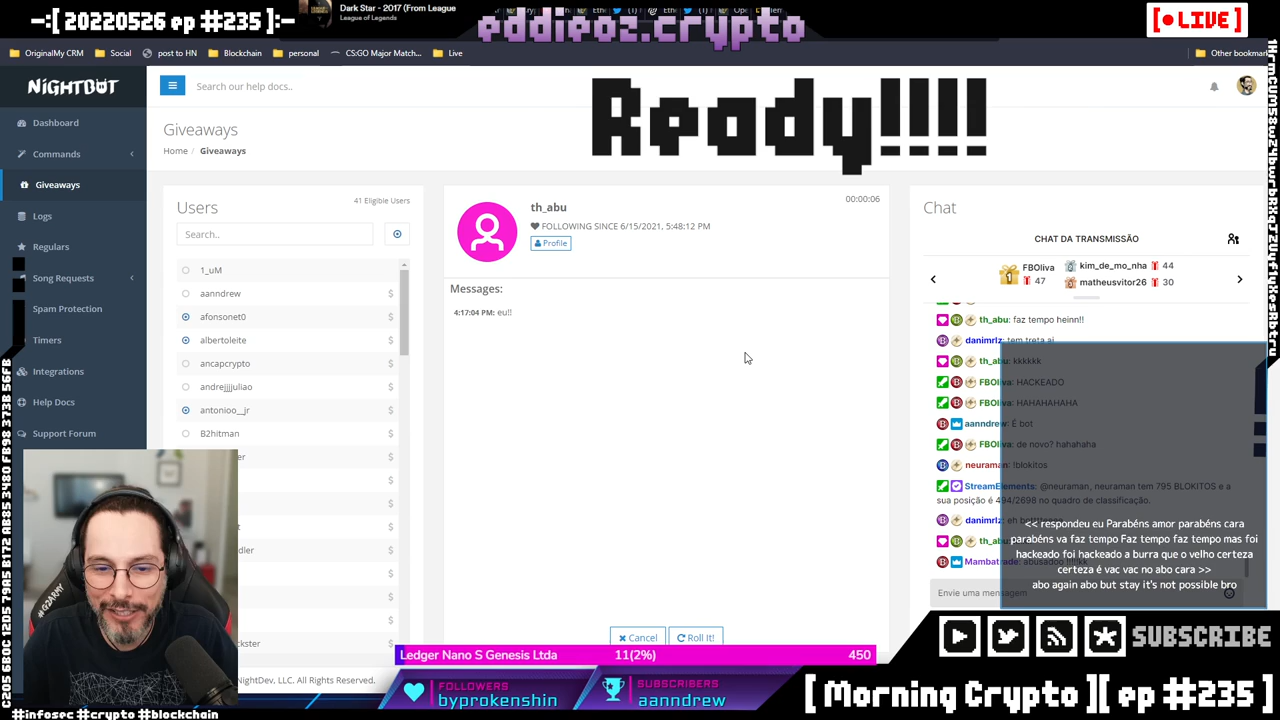 -:[ 20220526 ep #235 ]:-
Dark Star - 2017 (From League
League of Legends
eddieoz.crypto
[ ● LIVE ]
OriginalMy CRM
Social
post to HN
Blockchain
personal
CS:GO Major Match...
Live
Other bookmar
NIGHTBOT
Search our help docs..
Ready!!!!
Dashboard
Commands
Giveaways
Logs
Regulars
Song Requests
Spam Protection
Timers
Integrations
Help Docs
Support Forum
Giveaways
Home / Giveaways
Users
41 Eligible Users
Search..
1_uM
aanndrew
afonsonet0
albertoleite
ancapcrypto
andrejjjjuliao
antonioo__jr
B2hitman
th_abu
00:00:06
FOLLOWING SINCE 6/15/2021, 5:48:12 PM
Profile
Messages:
4:17:04 PM: eu!!
Cancel
Roll It!
Chat
CHAT DA TRANSMISSÃO
FBOliva
47
kim_de_mo_nha 44
matheusvitor26 30
th_abu: faz tempo heinn!!
danimrlz: tem treta ai
th_abu: kkkkkk
FBOliva: HACKEADO
FBOliva: HAHAHAHAHA
aanndrew: É bot
FBOliva: de novo? hahahaha
neuraman: !blokitos
StreamElements: @neuraman, neuraman tem 795 BLOKITOS e a
sua posição é 494/2698 no quadro de classificação.
Envie uma mensagem
<< respondeu eu Parabéns amor parabéns cara
parabéns va faz tempo Faz tempo faz tempo mas foi
hackeado foi hackeado a burra que o velho certeza
certeza é vac vac no abo cara >>
abo again abo but stay it's not possible bro
Ledger Nano S Genesis Ltda
11(2%)
450
NightDev, LLC. All Rights Reserved.
FOLLOWERS
byprokenshin
SUBSCRIBERS
aanndrew
SUBSCRIBE
[ Morning Crypto ][ ep #235 ]
#infosec #crypto #blockchain